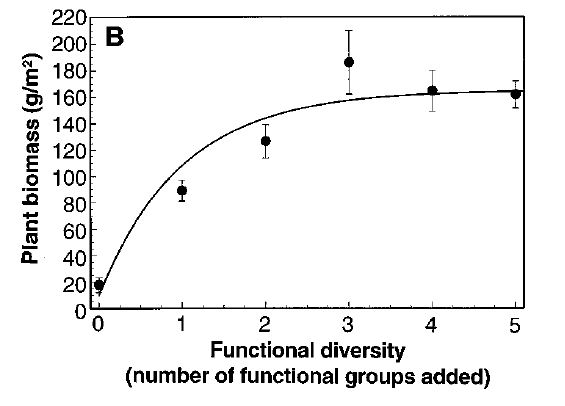 B
Plant biomass (g/m²)
220
200
180
160
140
120
100
80
60
40
20
0
0 1 2 3 4 5
Functional diversity
(number of functional groups added)